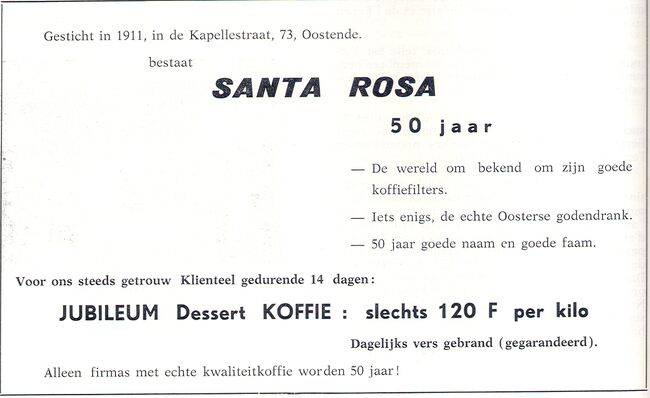 Gesticht in 1911, in de Kapellestraat, 73, Oostende.
bestaat
SANTA ROSA
50 jaar
— De wereld om bekend om zijn goede
koffiefilters.
— Iets enigs, de echte Oosterse godendrank.
— 50 jaar goede naam en goede faam.
Voor ons steeds getrouw Klienteel gedurende 14 dagen :
JUBILEUM Dessert KOFFIE : slechts 120 F per kilo
Dagelijks vers gebrand (gegarandeerd).
Alleen firmas met echte kwaliteitkoffie worden 50 jaar !